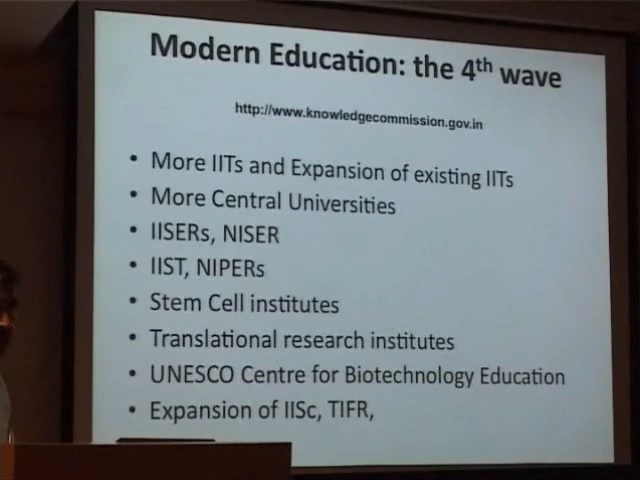 Modern Education: the 4th wave
http://www.knowledgecommission.gov.in
• More IITs and Expansion of existing IITs
• More Central Universities
• IISERs, NISER
• IIST, NIPERs
• Stem Cell institutes
• Translational research institutes
• UNESCO Centre for Biotechnology Education
• Expansion of IISc, TIFR,